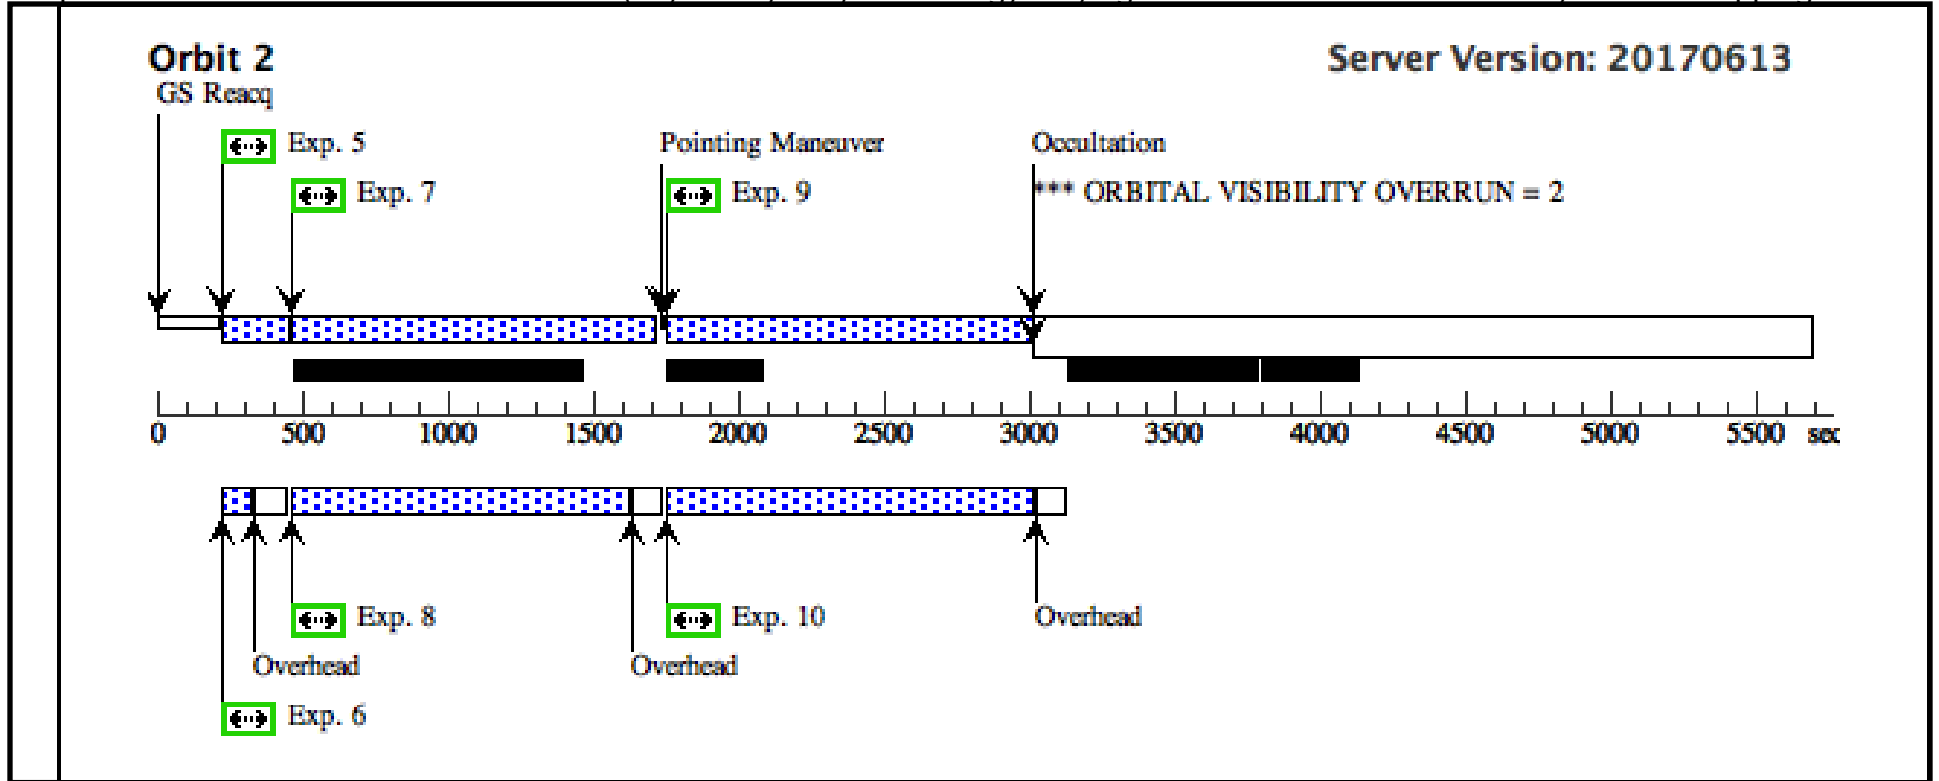 Orbit 2
Server Version: 20170613
GS Reacq
Exp. 5
Pointing Maneuver
Occultation
Exp. 7
Exp. 9
*** ORBITAL VISIBILITY OVERRUN = 2
0 500 1000 1500 2000 2500 3000 3500 4000 4500 5000 5500 sec
Exp. 8
Exp. 10
Overhead
Overhead
Overhead
Exp. 6